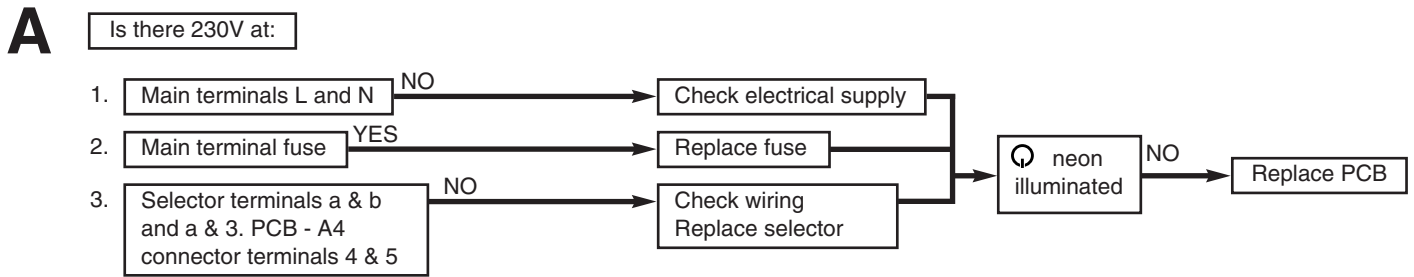 A
Is there 230V at:
1. Main terminals L and N
NO
Check electrical supply
2. Main terminal fuse
YES
Replace fuse
3. Selector terminals a & b
and a & 3. PCB - A4
connector terminals 4 & 5
NO
Check wiring
Replace selector
neon
illuminated
NO
Replace PCB